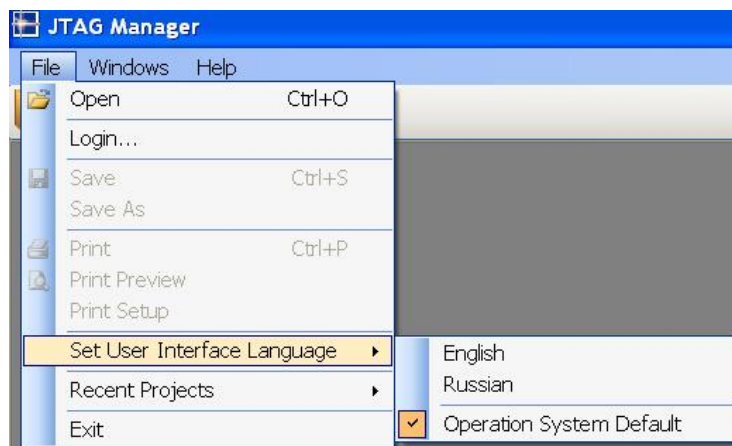 JTAG Manager
File Windows Help
Open Ctrl+O
Login...
Save Ctrl+S
Save As
Print Ctrl+P
Print Preview
Print Setup
Set User Interface Language
English
Russian
Operation System Default
Recent Projects
Exit